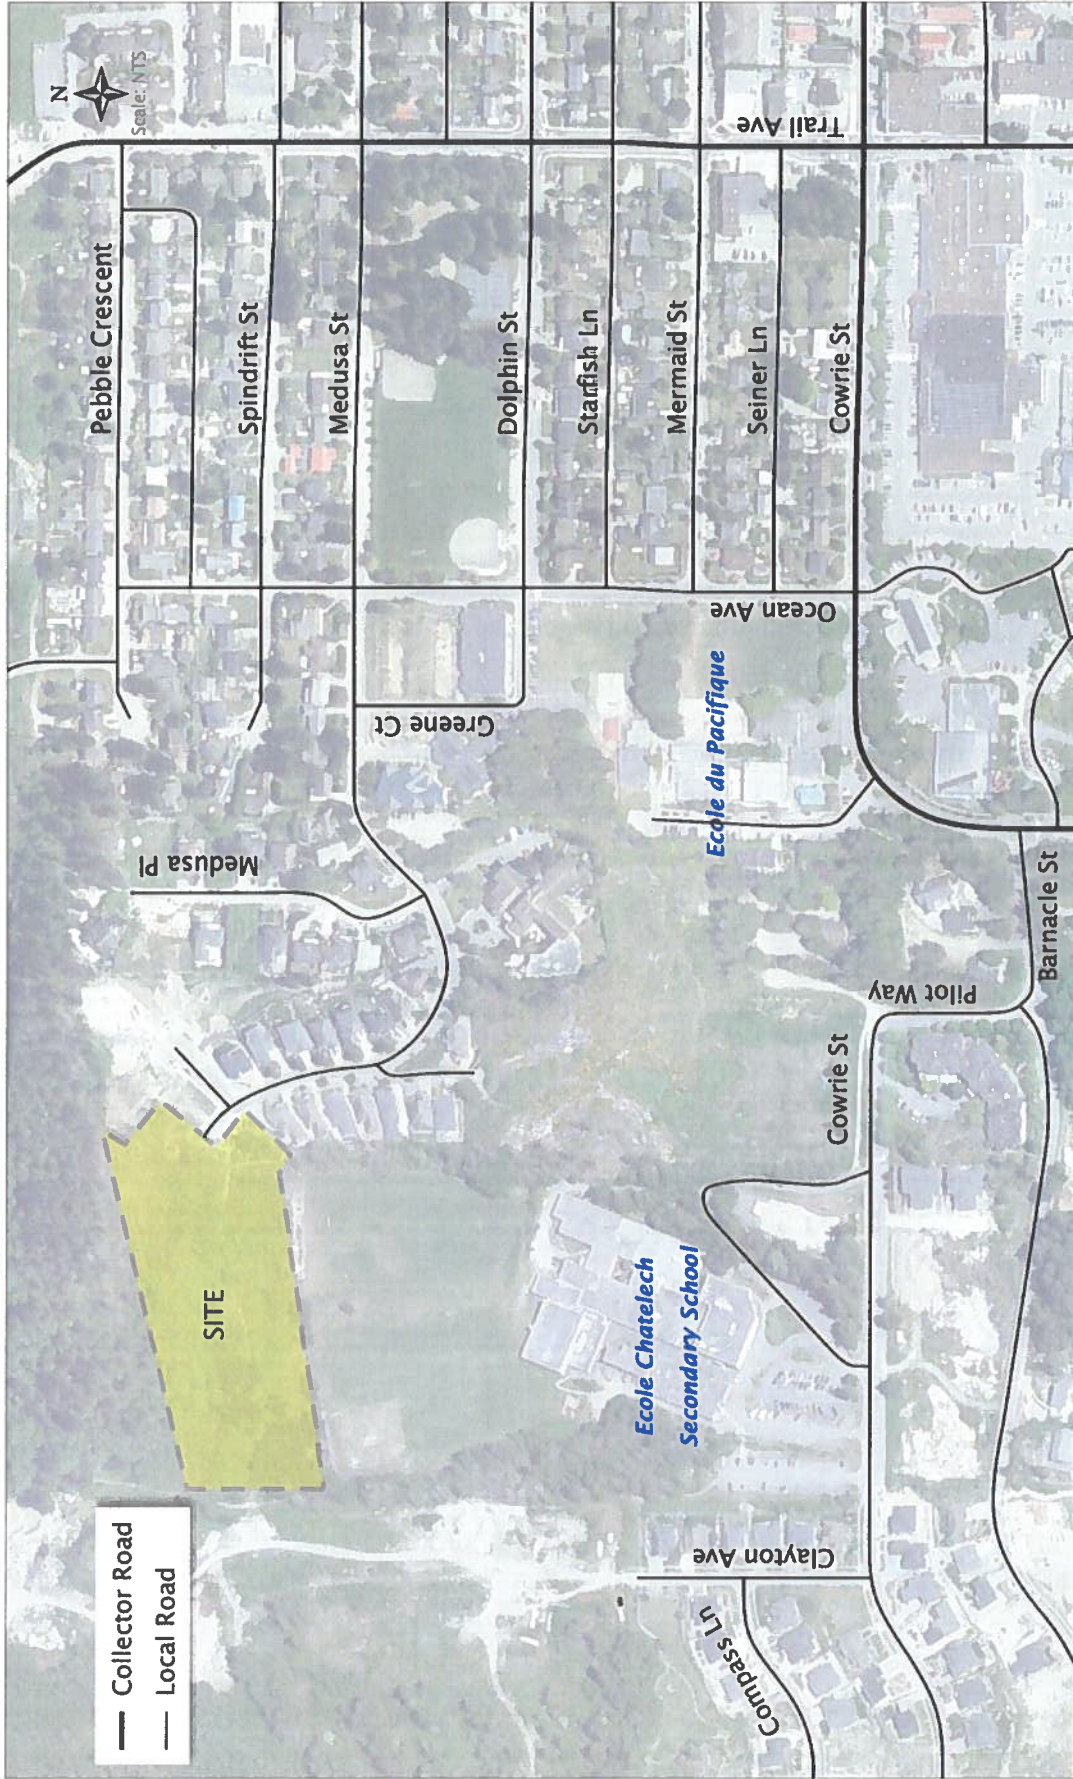 Collector Road
Local Road
N
Scale: NTS
SITE
Pebble Crescent
Medusa Pl
Spindrift St
Medusa St
Greene Ct
Dolphin St
Starfish Ln
Mermaid St
Seiner Ln
Cowrie St
Trail Ave
Ocean Ave
Ecole du Pacifique
Ecole Chatelech
Secondary School
Clayton Ave
Compass Ln
Cowrie St
Pilot Way
Barnacle St